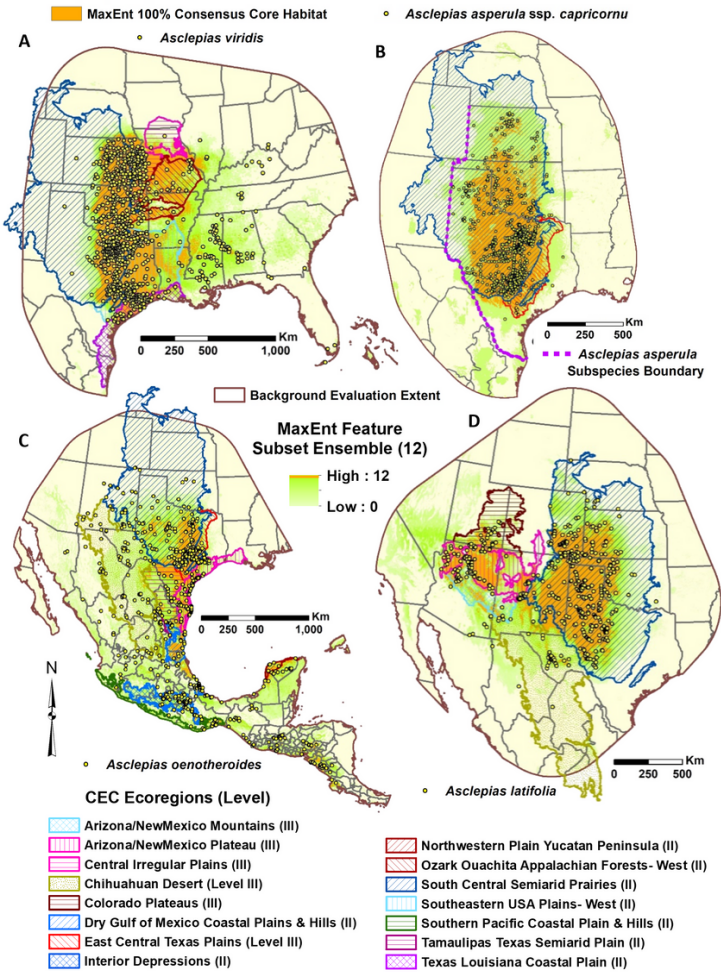 MaxEnt 100% Consensus Core Habitat
Asclepias asperula ssp. capricornu
A
Asclepias viridis
B
Km
0 250 500 1,000
Km
0 250 500
Asclepias asperula
Subspecies Boundary
Background Evaluation Extent
C
MaxEnt Feature
Subset Ensemble (12)
High : 12
Low : 0
D
Km
0 250 500 1,000
N
Km
0 250 500
Asclepias oenotheroides
Asclepias latifolia
CEC Ecoregions (Level)
Arizona/NewMexico Mountains (III)
Arizona/NewMexico Plateau (III)
Central Irregular Plains (III)
Chihuahuan Desert (Level III)
Colorado Plateaus (III)
Dry Gulf of Mexico Coastal Plains & Hills (II)
East Central Texas Plains (Level III)
Interior Depressions (II)
Northwestern Plain Yucatan Peninsula (II)
Ozark Ouachita Appalachian Forests- West (II)
South Central Semiarid Prairies (II)
Southeastern USA Plains- West (II)
Southern Pacific Coastal Plain & Hills (II)
Tamaulipas Texas Semiarid Plain (II)
Texas Louisiana Coastal Plain (II)